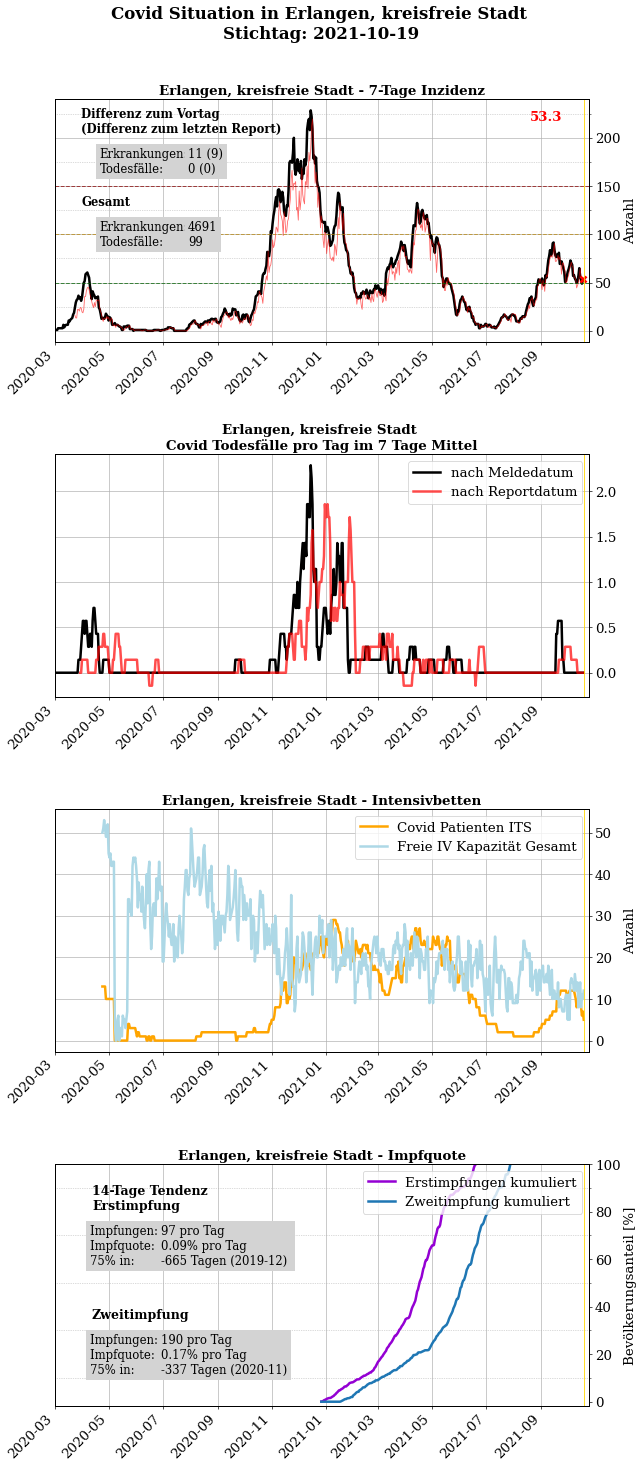 Covid Situation in Erlangen, kreisfreie Stadt
Stichtag: 2021-10-19
Erlangen, kreisfreie Stadt - 7-Tage Inzidenz
Differenz zum Vortag
(Differenz zum letzten Report)
Erkrankungen 11 (9)
Todesfälle: 0 (0)
Gesamt
Erkrankungen 4691
Todesfälle: 99
53.3
200
150
100
50
0
Anzahl
2020-03
2020-05
2020-07
2020-09
2020-11
2021-01
2021-03
2021-05
2021-07
2021-09
Erlangen, kreisfreie Stadt
Covid Todesfälle pro Tag im 7 Tage Mittel
nach Meldedatum
nach Reportdatum
2.0
1.5
1.0
0.5
0.0
2020-03
2020-05
2020-07
2020-09
2020-11
2021-01
2021-03
2021-05
2021-07
2021-09
Erlangen, kreisfreie Stadt - Intensivbetten
Covid Patienten ITS
Freie IV Kapazität Gesamt
50
40
30
20
10
0
Anzahl
2020-03
2020-05
2020-07
2020-09
2020-11
2021-01
2021-03
2021-05
2021-07
2021-09
Erlangen, kreisfreie Stadt - Impfquote
14-Tage Tendenz
Erstimpfung
Impfungen: 97 pro Tag
Impfquote: 0.09% pro Tag
75% in: -665 Tagen (2019-12)
Zweitimpfung
Impfungen: 190 pro Tag
Impfquote: 0.17% pro Tag
75% in: -337 Tagen (2020-11)
Erstimpfungen kumuliert
Zweitimpfung kumuliert
100
80
60
40
20
0
Bevölkerungsanteil [%]
2020-03
2020-05
2020-07
2020-09
2020-11
2021-01
2021-03
2021-05
2021-07
2021-09